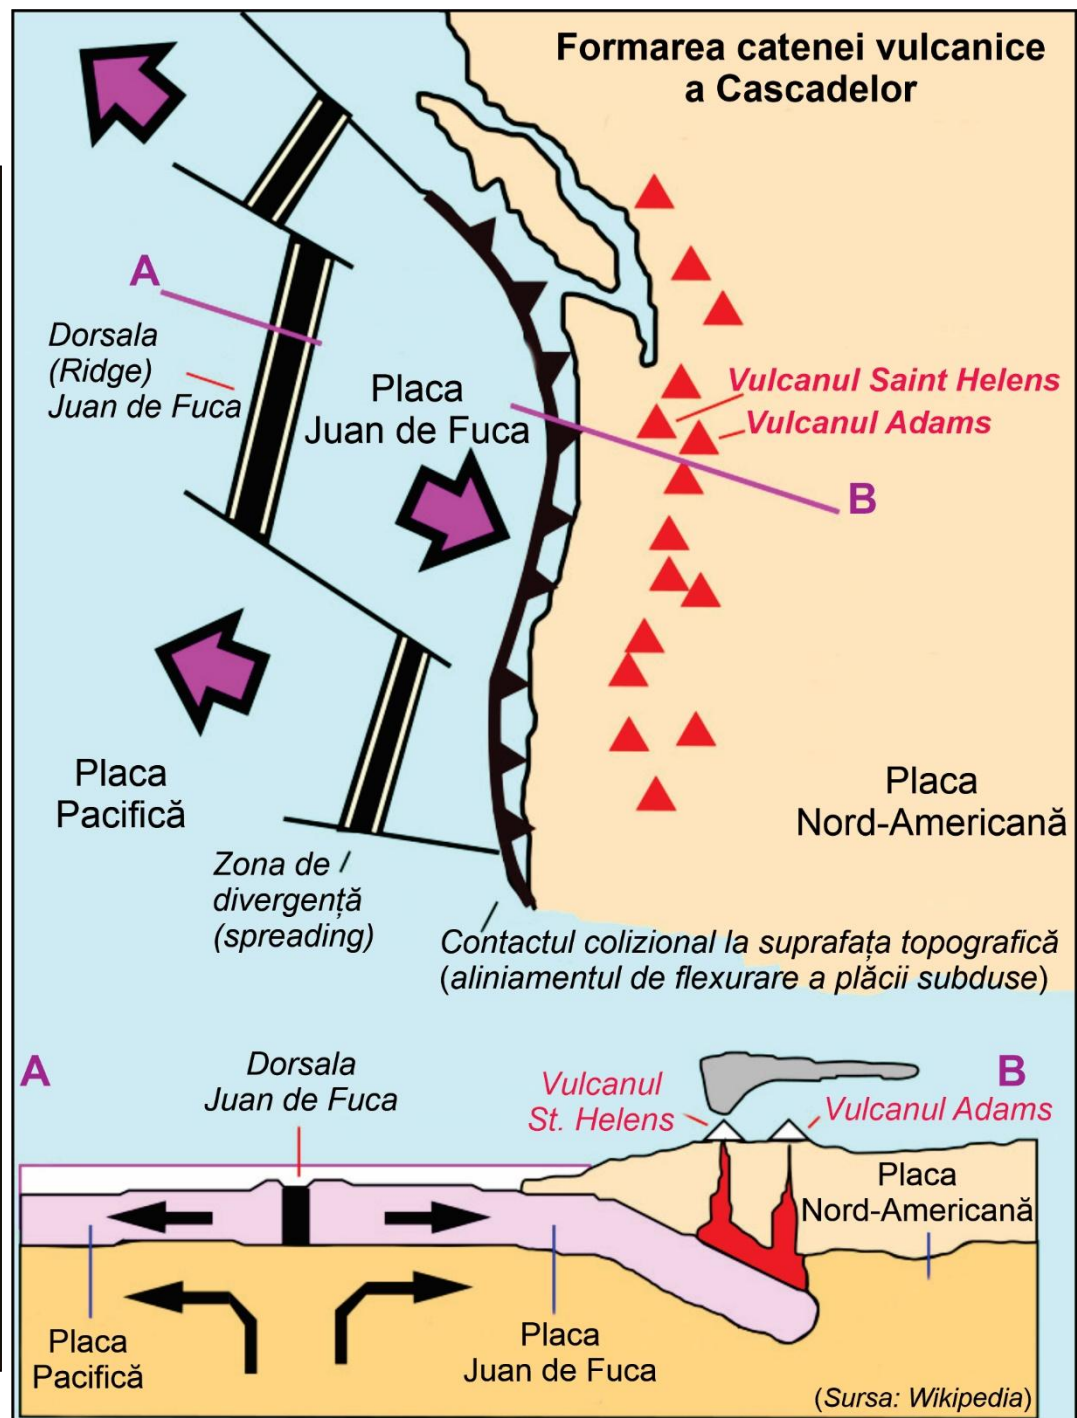 Formarea catenei vulcanice
a Cascadelor
A
Dorsala
(Ridge)
Juan de Fuca
Placa
Juan de Fuca
Vulcanul Saint Helens
Vulcanul Adams
B
Placa
Pacifică
Placa
Nord-Americană
Zona de
divergență
(spreading)
Contactul colizional la suprafața topografică
(aliniamentul de flexurare a plăcii subduse)
A
Dorsala
Juan de Fuca
Vulcanul
St. Helens
B
Vulcanul Adams
Placa
Nord-Americană
Placa
Pacifică
Placa
Juan de Fuca
(Sursa: Wikipedia)